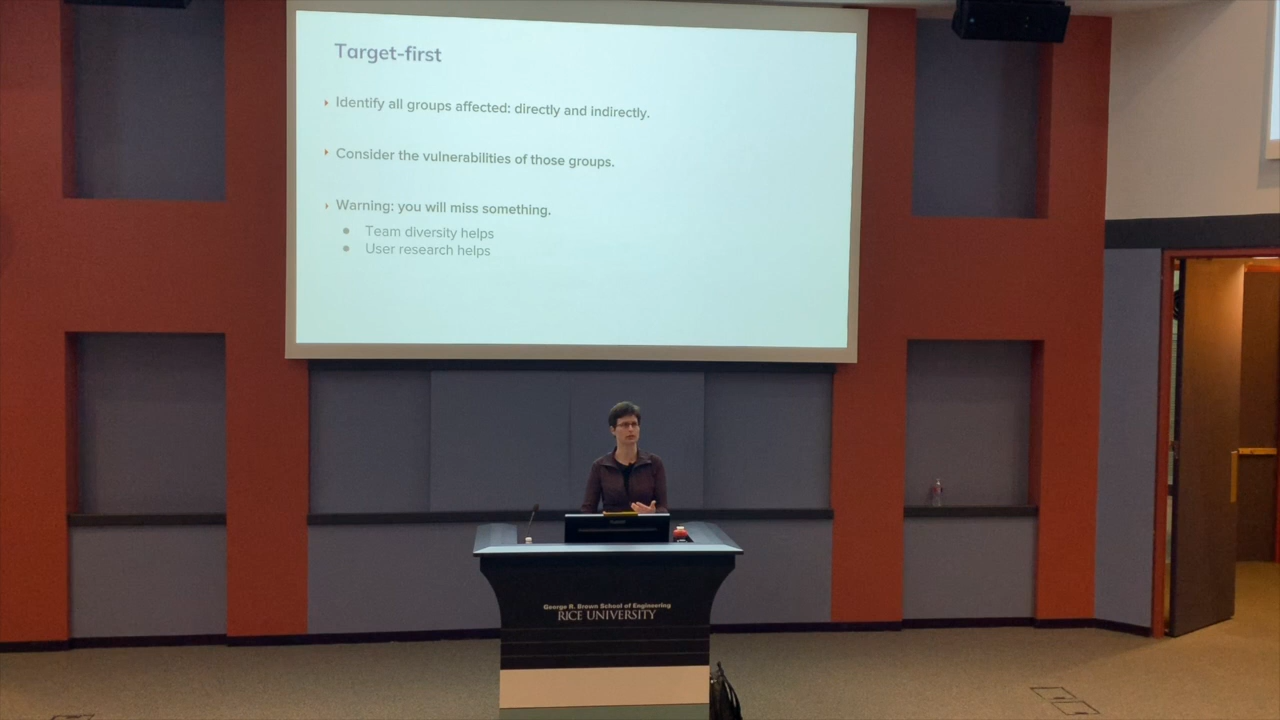 Target-first
Identify all groups affected: directly and indirectly.
Consider the vulnerabilities of those groups.
Warning: you will miss something.
Team diversity helps
User research helps
George R. Brown School of Engineering
RICE UNIVERSITY